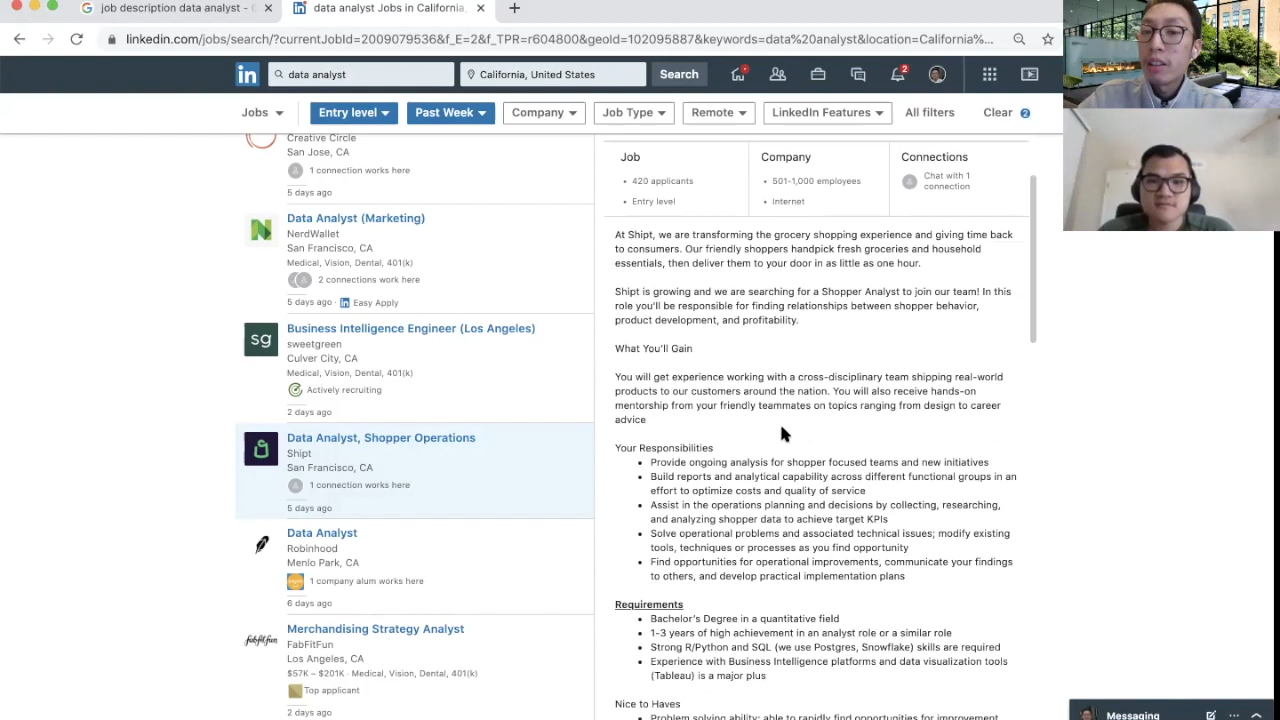 job description data analyst -
data analyst Jobs in California,
linkedin.com/jobs/search/?currentJobId=2009079536&f_E=2&f_TPR=r604800&geoId=102095887&keywords=data%20analyst&location=California%...
in
data analyst
California, United States
Search
2
Jobs
Entry level
Past Week
Company
Job Type
Remote
LinkedIn Features
All filters
Clear
2
Creative Circle
San Jose, CA
1 connection works here
5 days ago
Data Analyst (Marketing)
NerdWallet
San Francisco, CA
Medical, Vision, Dental, 401(k)
2 connections work here
5 days ago · Easy Apply
sg
Business Intelligence Engineer (Los Angeles)
sweetgreen
Culver City, CA
Medical, Vision, Dental, 401(k)
Actively recruiting
2 days ago
Data Analyst, Shopper Operations
Shipt
San Francisco, CA
1 connection works here
5 days ago
Data Analyst
Robinhood
Menlo Park, CA
1 company alum works here
6 days ago
fabfitfun
Merchandising Strategy Analyst
FabFitFun
Los Angeles, CA
$57K – $201K · Medical, Vision, Dental, 401(k)
Top applicant
2 days ago
Job
420 applicants
Entry level
Company
501-1,000 employees
Internet
Connections
Chat with 1
connection
At Shipt, we are transforming the grocery shopping experience and giving time back
to consumers. Our friendly shoppers handpick fresh groceries and household
essentials, then deliver them to your door in as little as one hour.
Shipt is growing and we are searching for a Shopper Analyst to join our team! In this
role you'll be responsible for finding relationships between shopper behavior,
product development, and profitability.
What You'll Gain
You will get experience working with a cross-disciplinary team shipping real-world
products to our customers around the nation. You will also receive hands-on
mentorship from your friendly teammates on topics ranging from design to career
advice
Your Responsibilities
Provide ongoing analysis for shopper focused teams and new initiatives
Build reports and analytical capability across different functional groups in an
effort to optimize costs and quality of service
Assist in the operations planning and decisions by collecting, researching,
and analyzing shopper data to achieve target KPIs
Solve operational problems and associated technical issues; modify existing
tools, techniques or processes as you find opportunity
Find opportunities for operational improvements, communicate your findings
to others, and develop practical implementation plans
Requirements
Bachelor's Degree in a quantitative field
1-3 years of high achievement in an analyst role or a similar role
Strong R/Python and SQL (we use Postgres, Snowflake) skills are required
Experience with Business Intelligence platforms and data visualization tools
(Tableau) is a major plus
Nice to Haves
Problem solving ability; able to rapidly find opportunities for improvement
Messaging